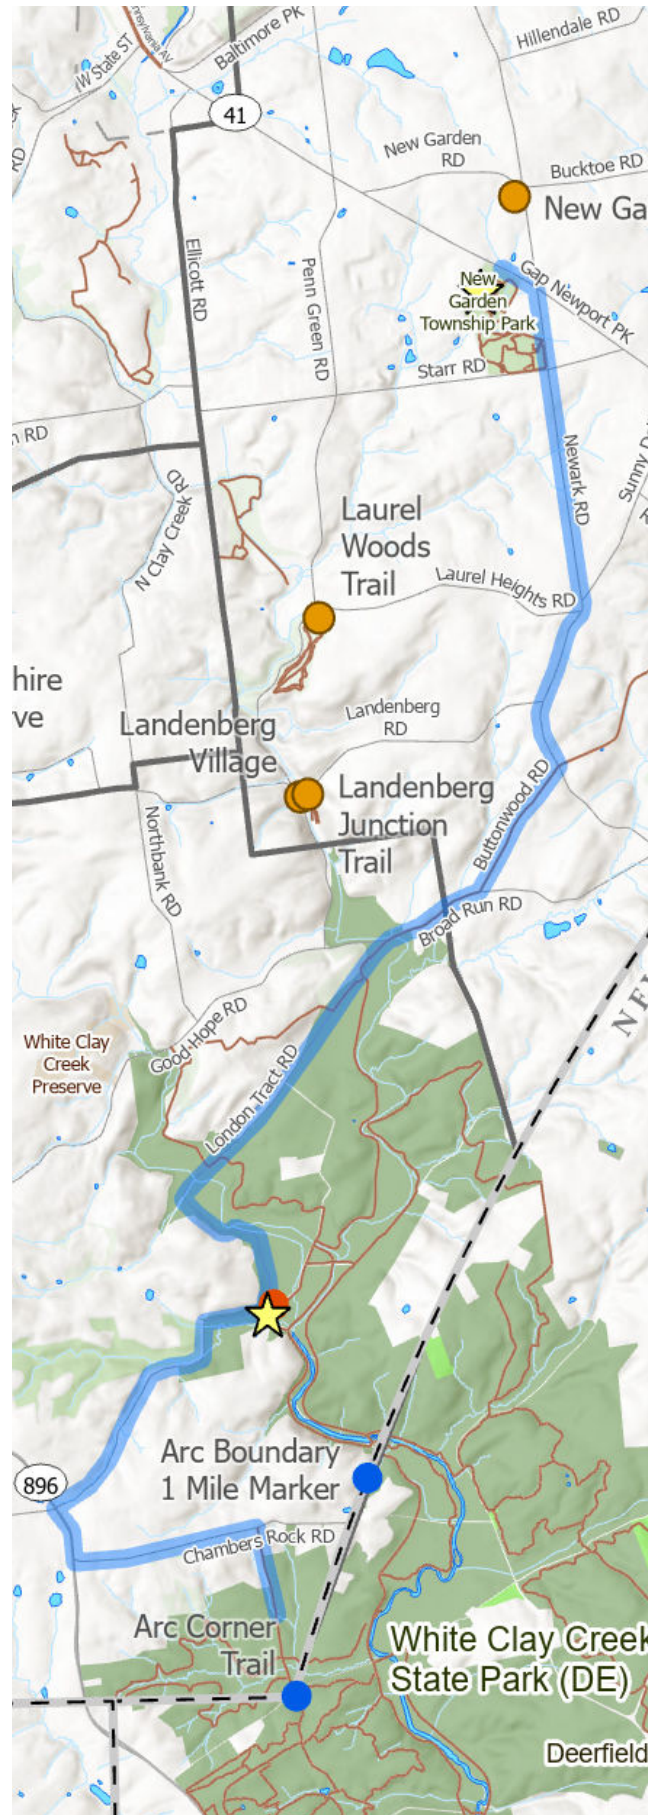 Hillendale RD
Baltimore PK
W State ST
41
New Garden
RD
Bucktoe RD
New Ga
Ellicott RD
Penn Green RD
Gap Newport PK
New
Garden
Township Park
Starr RD
n RD
Newark RD
N Clay Creek
RD
Laurel
Woods
Trail
Laurel Heights RD
hire
ve
Landenberg
RD
Landenberg
Village
Landenberg
Junction
Trail
Buttonwood RD
Northbank RD
Broad Run RD
Good Hope RD
White Clay
Creek
Preserve
London Tract RD
Arc Boundary
1 Mile Marker
896
Chambers Rock RD
Arc Corner
Trail
White Clay Creek
State Park (DE)
Deerfield